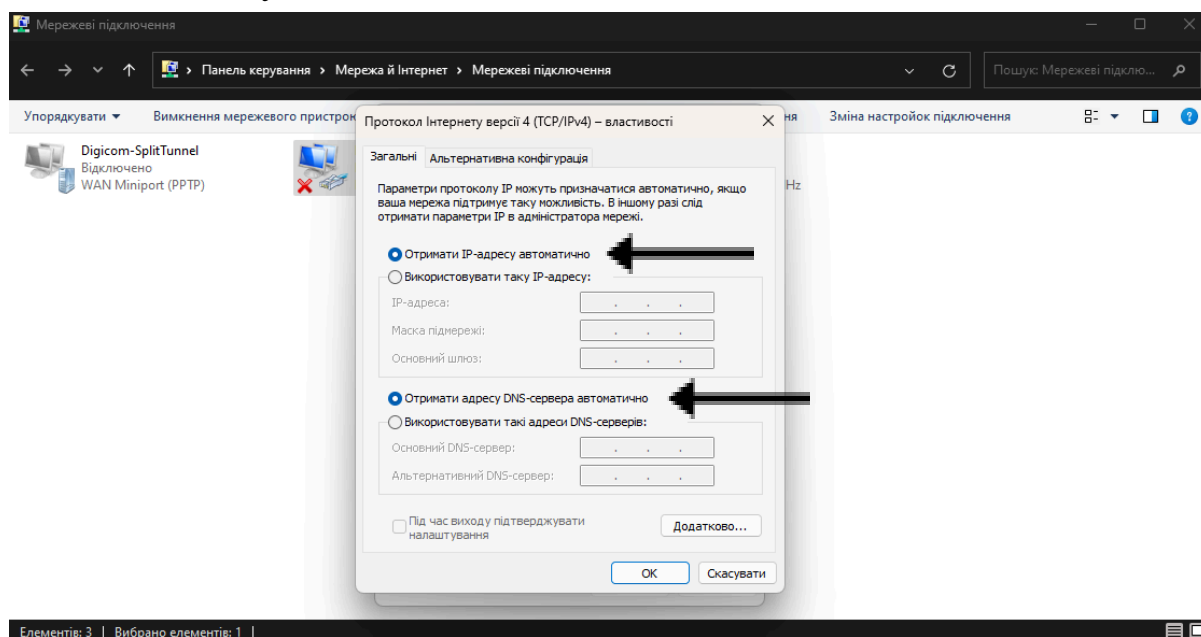 Мережеві підключення
Панель керування › Мережа й Інтернет › Мережеві підключення
Пошук: Мережеві підклю...
Упорядкувати
Вимкнення мережевого пристрою
ня
Зміна настройок підключення
Digicom-SplitTunnel
Відключено
WAN Miniport (PPTP)
Hz
Протокол Інтернету версії 4 (TCP/IPv4) – властивості
Загальні
Альтернативна конфігурація
Параметри протоколу IP можуть призначатися автоматично, якщо
ваша мережа підтримує таку можливість. В іншому разі слід
отримати параметри IP в адміністратора мережі.
Отримати IP-адресу автоматично
Використовувати таку IP-адресу:
IP-адреса:
Маска підмережі:
Основний шлюз:
Отримати адресу DNS-сервера автоматично
Використовувати такі адреси DNS-серверів:
Основний DNS-сервер:
Альтернативний DNS-сервер:
Під час виходу підтверджувати
налаштування
Додатково...
OK
Скасувати
Елементів: 3
Вибрано елементів: 1